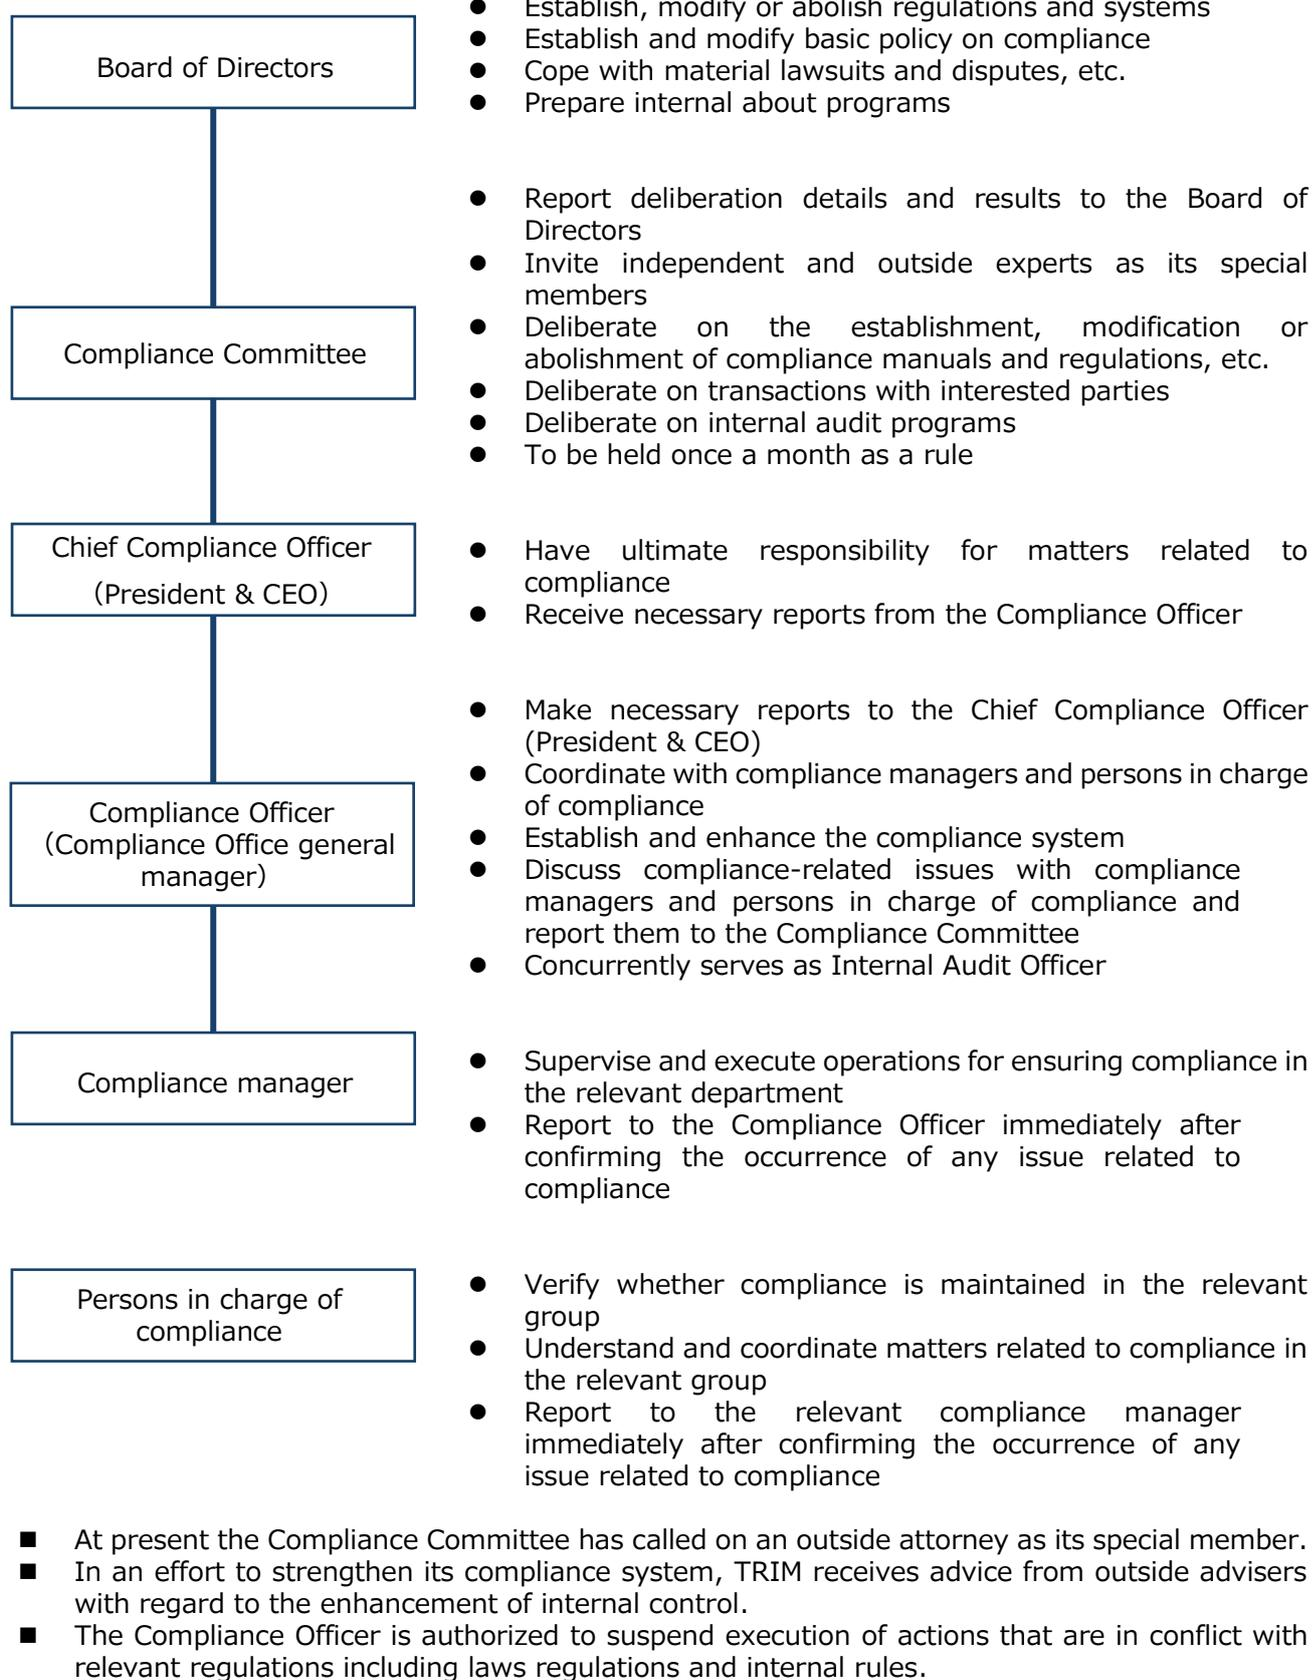 ● Establish, modify or abolish regulations and systems
Board of Directors
● Establish and modify basic policy on compliance
● Cope with material lawsuits and disputes, etc.
● Prepare internal about programs
● Report deliberation details and results to the Board of
Directors
● Invite independent and outside experts as its special
members
Compliance Committee
● Deliberate on the establishment, modification or
abolishment of compliance manuals and regulations, etc.
● Deliberate on transactions with interested parties
● Deliberate on internal audit programs
● To be held once a month as a rule
Chief Compliance Officer
(President & CEO)
● Have ultimate responsibility for matters related to
compliance
● Receive necessary reports from the Compliance Officer
● Make necessary reports to the Chief Compliance Officer
(President & CEO)
● Coordinate with compliance managers and persons in charge
of compliance
Compliance Officer
(Compliance Office general
manager)
● Establish and enhance the compliance system
● Discuss compliance-related issues with compliance
managers and persons in charge of compliance and
report them to the Compliance Committee
● Concurrently serves as Internal Audit Officer
Compliance manager
● Supervise and execute operations for ensuring compliance in
the relevant department
● Report to the Compliance Officer immediately after
confirming the occurrence of any issue related to
compliance
Persons in charge of
compliance
● Verify whether compliance is maintained in the relevant
group
● Understand and coordinate matters related to compliance in
the relevant group
● Report to the relevant compliance manager
immediately after confirming the occurrence of any
issue related to compliance
■ At present the Compliance Committee has called on an outside attorney as its special member.
■ In an effort to strengthen its compliance system, TRIM receives advice from outside advisers
with regard to the enhancement of internal control.
■ The Compliance Officer is authorized to suspend execution of actions that are in conflict with
relevant regulations including laws regulations and internal rules.